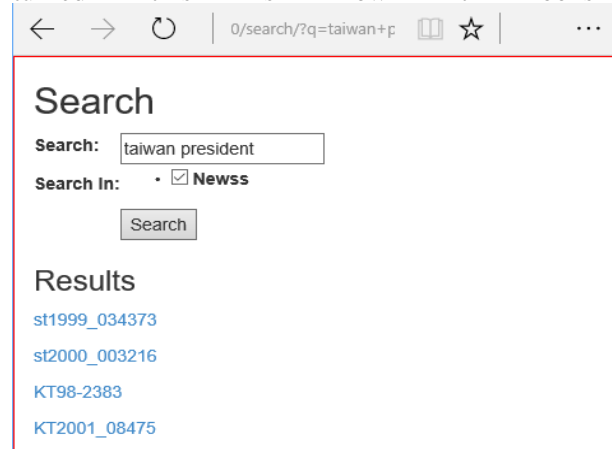 0/search/?q=taiwan+p
Search
Search: taiwan president
Search In: • Newss
Search
Results
st1999_034373
st2000_003216
KT98-2383
KT2001_08475